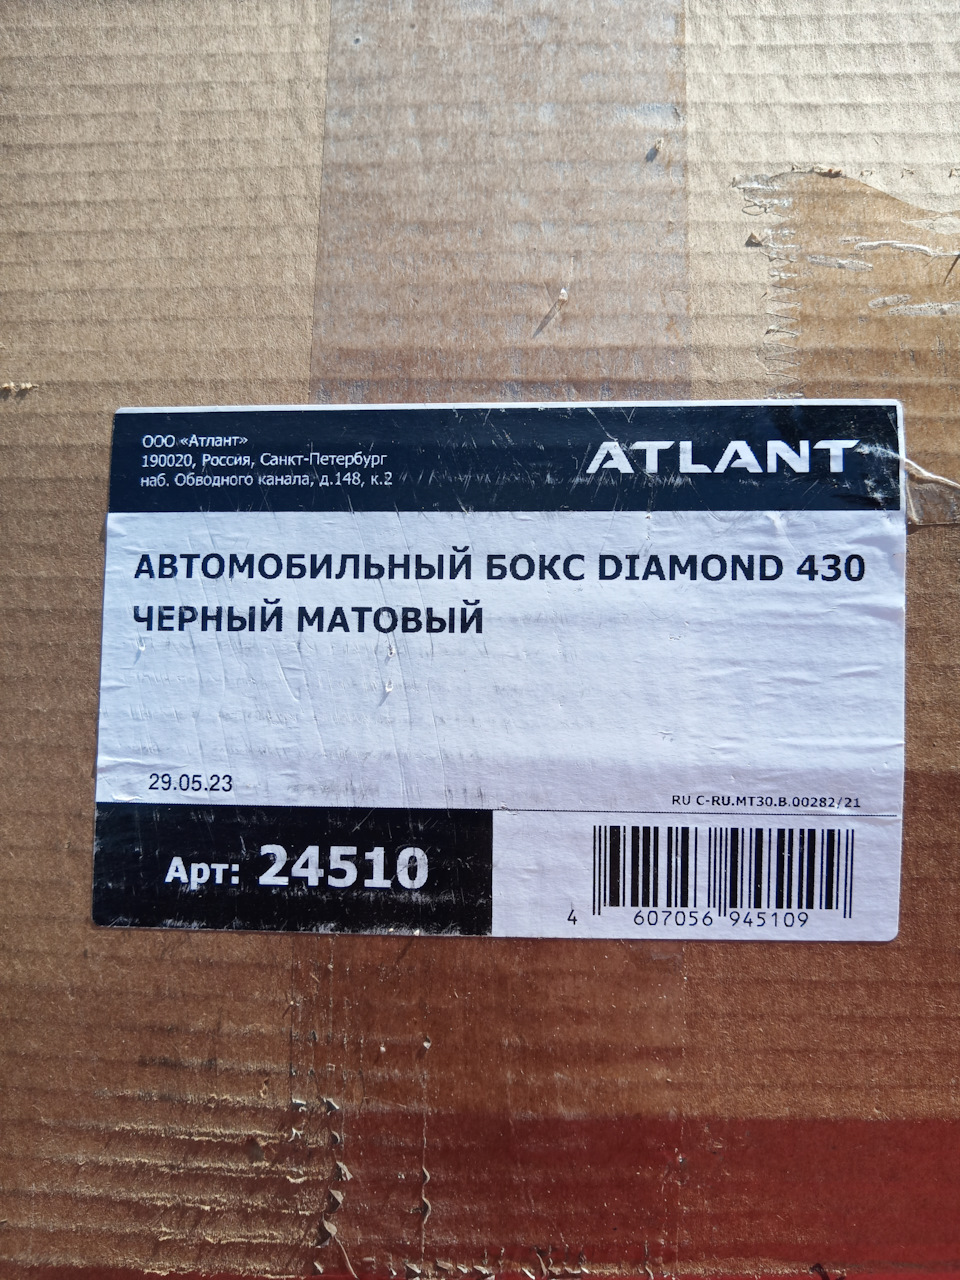 ООО «Атлант»
190020, Россия, Санкт-Петербург
наб. Обводного канала, д.148, к.2
ATLANT
АВТОМОБИЛЬНЫЙ БОКС DIAMOND 430
ЧЕРНЫЙ МАТОВЫЙ
29.05.23
RU C-RU.MT30.B.00282/21
Арт: 24510
4 607056 945109